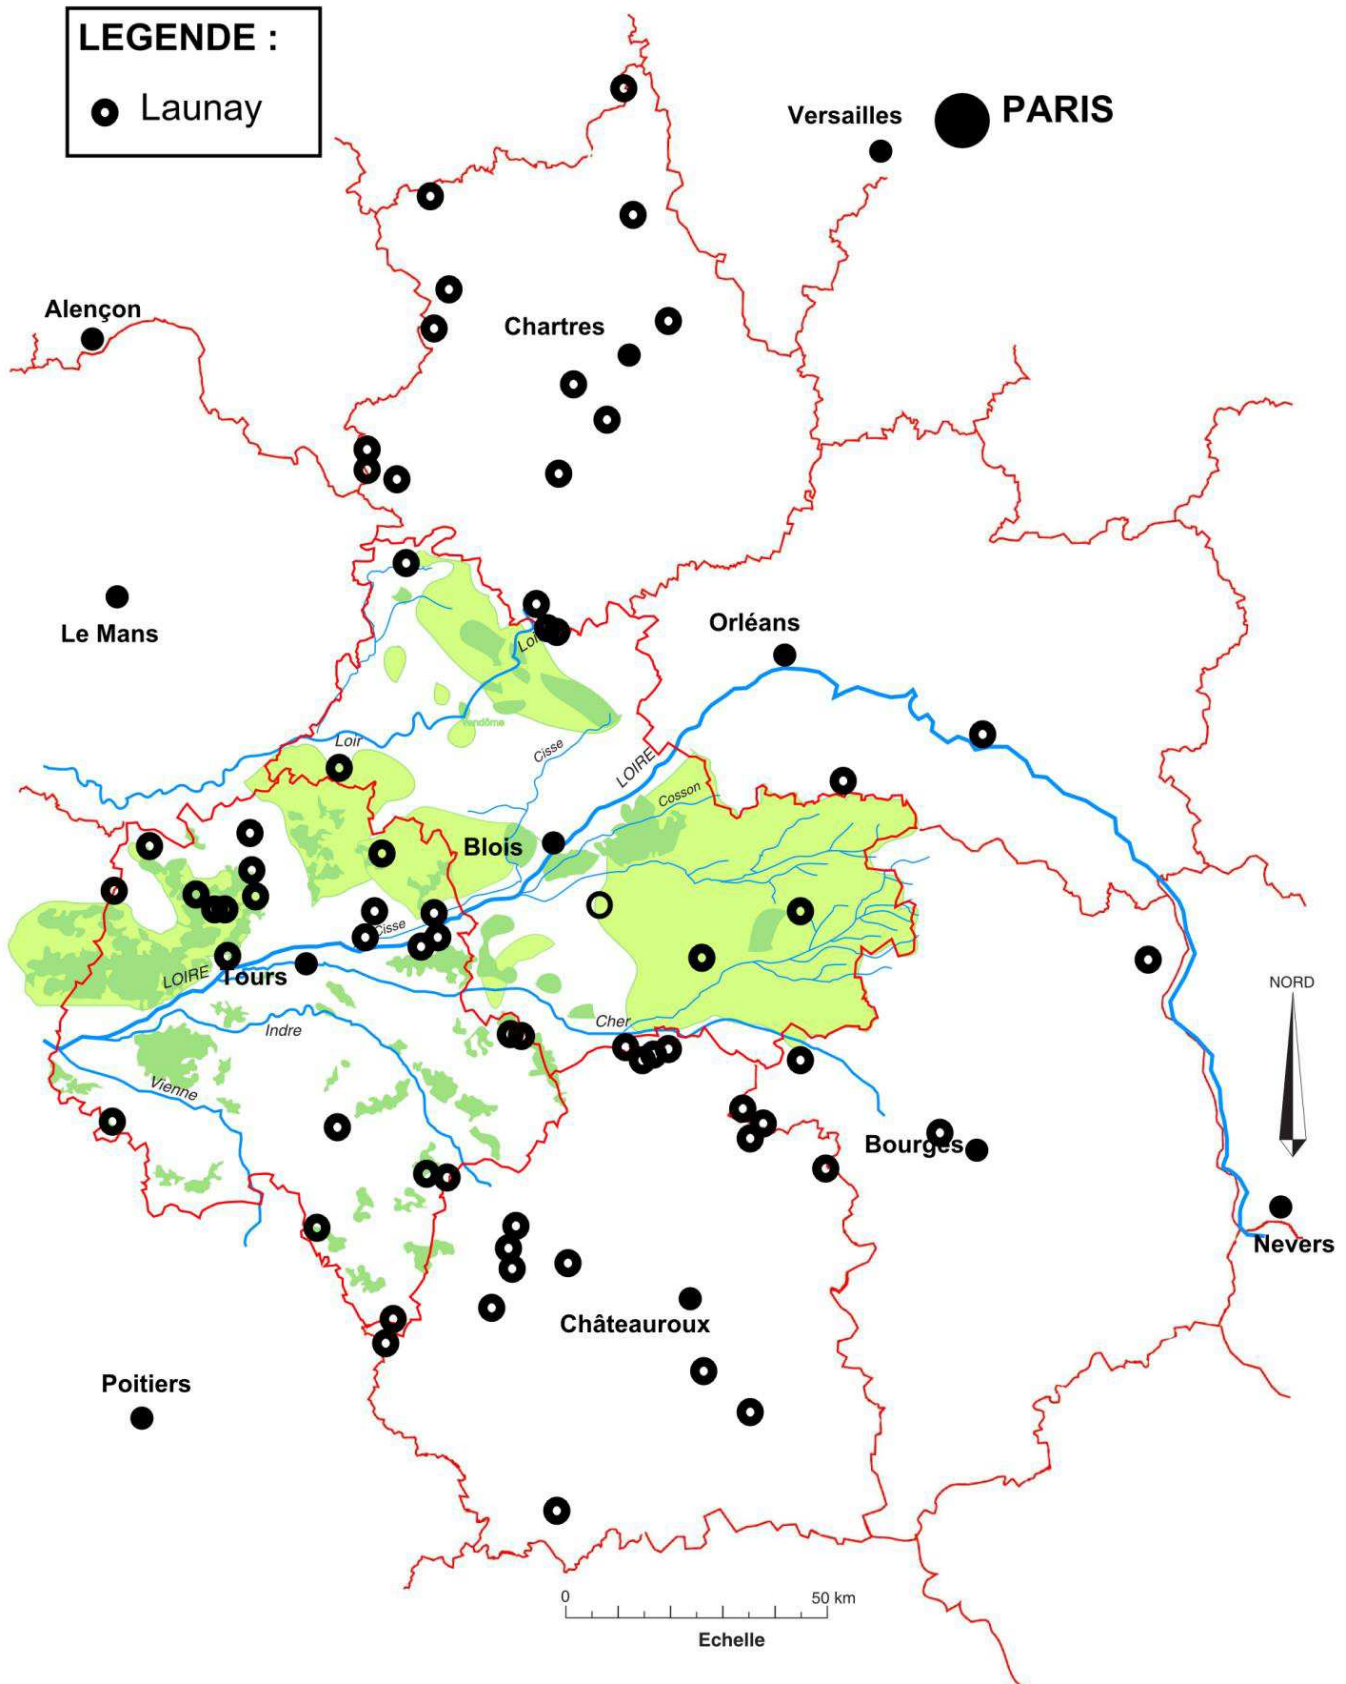 LEGENDE :
Launay
Versailles
PARIS
Alençon
Chartres
Le Mans
Orléans
Loir
Vendôme
Loir
Cisse
LOIRE
Cosson
Blois
Cisse
LOIRE
Tours
NORD
Cher
Indre
Vienne
Bourges
Nevers
Châteauroux
Poitiers
0
50 km
Echelle